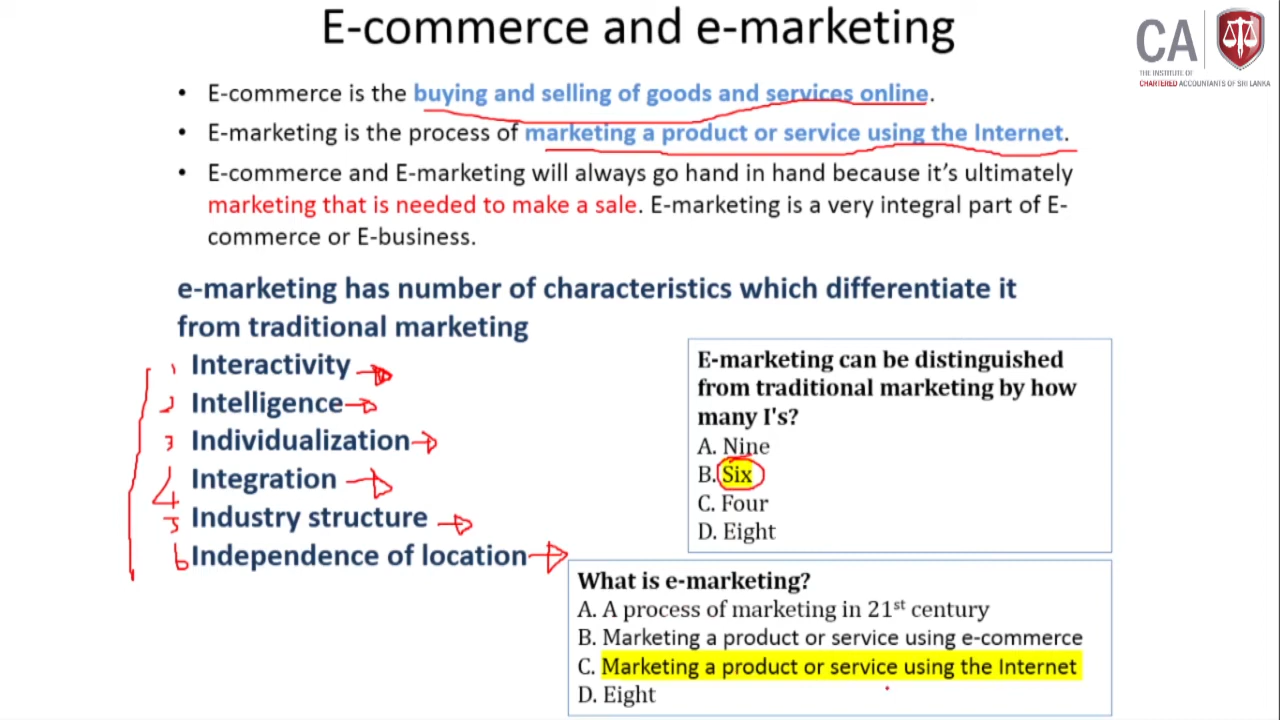 E-commerce and e-marketing
CA
THE INSTITUTE OF
CHARTERED ACCOUNTANTS OF SRI LANKA
• E-commerce is the buying and selling of goods and services online.
• E-marketing is the process of marketing a product or service using the Internet.
• E-commerce and E-marketing will always go hand in hand because it’s ultimately
marketing that is needed to make a sale. E-marketing is a very integral part of E-
commerce or E-business.
e-marketing has number of characteristics which differentiate it
from traditional marketing
1 Interactivity
2 Intelligence
3 Individualization
4 Integration
5 Industry structure
6 Independence of location
E-marketing can be distinguished
from traditional marketing by how
many I's?
A. Nine
B. Six
C. Four
D. Eight
What is e-marketing?
A. A process of marketing in 21st century
B. Marketing a product or service using e-commerce
C. Marketing a product or service using the Internet
D. Eight